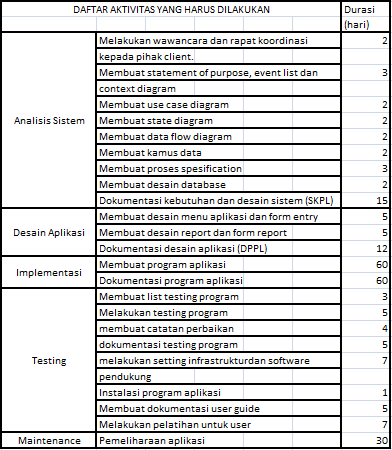 DAFTAR AKTIVITAS YANG HARUS DILAKUKAN Durasi (hari)
Analisis Sistem
Melakukan wawancara dan rapat koordinasi 2
kepada pihak client.
Membuat statement of purpose, event list dan 3
context diagram
Membuat use case diagram 2
Membuat state diagram 2
Membuat data flow diagram 2
Membuat kamus data 2
Membuat proses spesification 3
Membuat desain database 2
Dokumentasi kebutuhan dan desain sistem (SKPL) 15
Desain Aplikasi
Membuat desain menu aplikasi dan form entry 5
Membuat desain report dan form report 5
Dokumentasi desain aplikasi (DPPL) 12
Implementasi
Membuat program aplikasi 60
Dokumentasi program aplikasi 60
Testing
Membuat list testing program 3
Melakukan testing program 5
membuat catatan perbaikan 4
dokumentasi testing program 5
melakukan setting infrastrukturdan software 7
pendukung
Instalasi program aplikasi 1
Membuat dokumentasi user guide 5
Melakukan pelatihan untuk user 7
Maintenance Pemeliharaan aplikasi 30